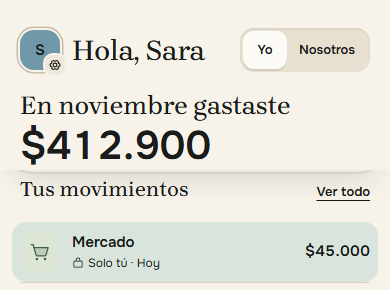 S
Hola, Sara
Yo
Nosotros
En noviembre gastaste
$412.900
Tus movimientos
Ver todo
Mercado
$45.000
Solo tú · Hoy